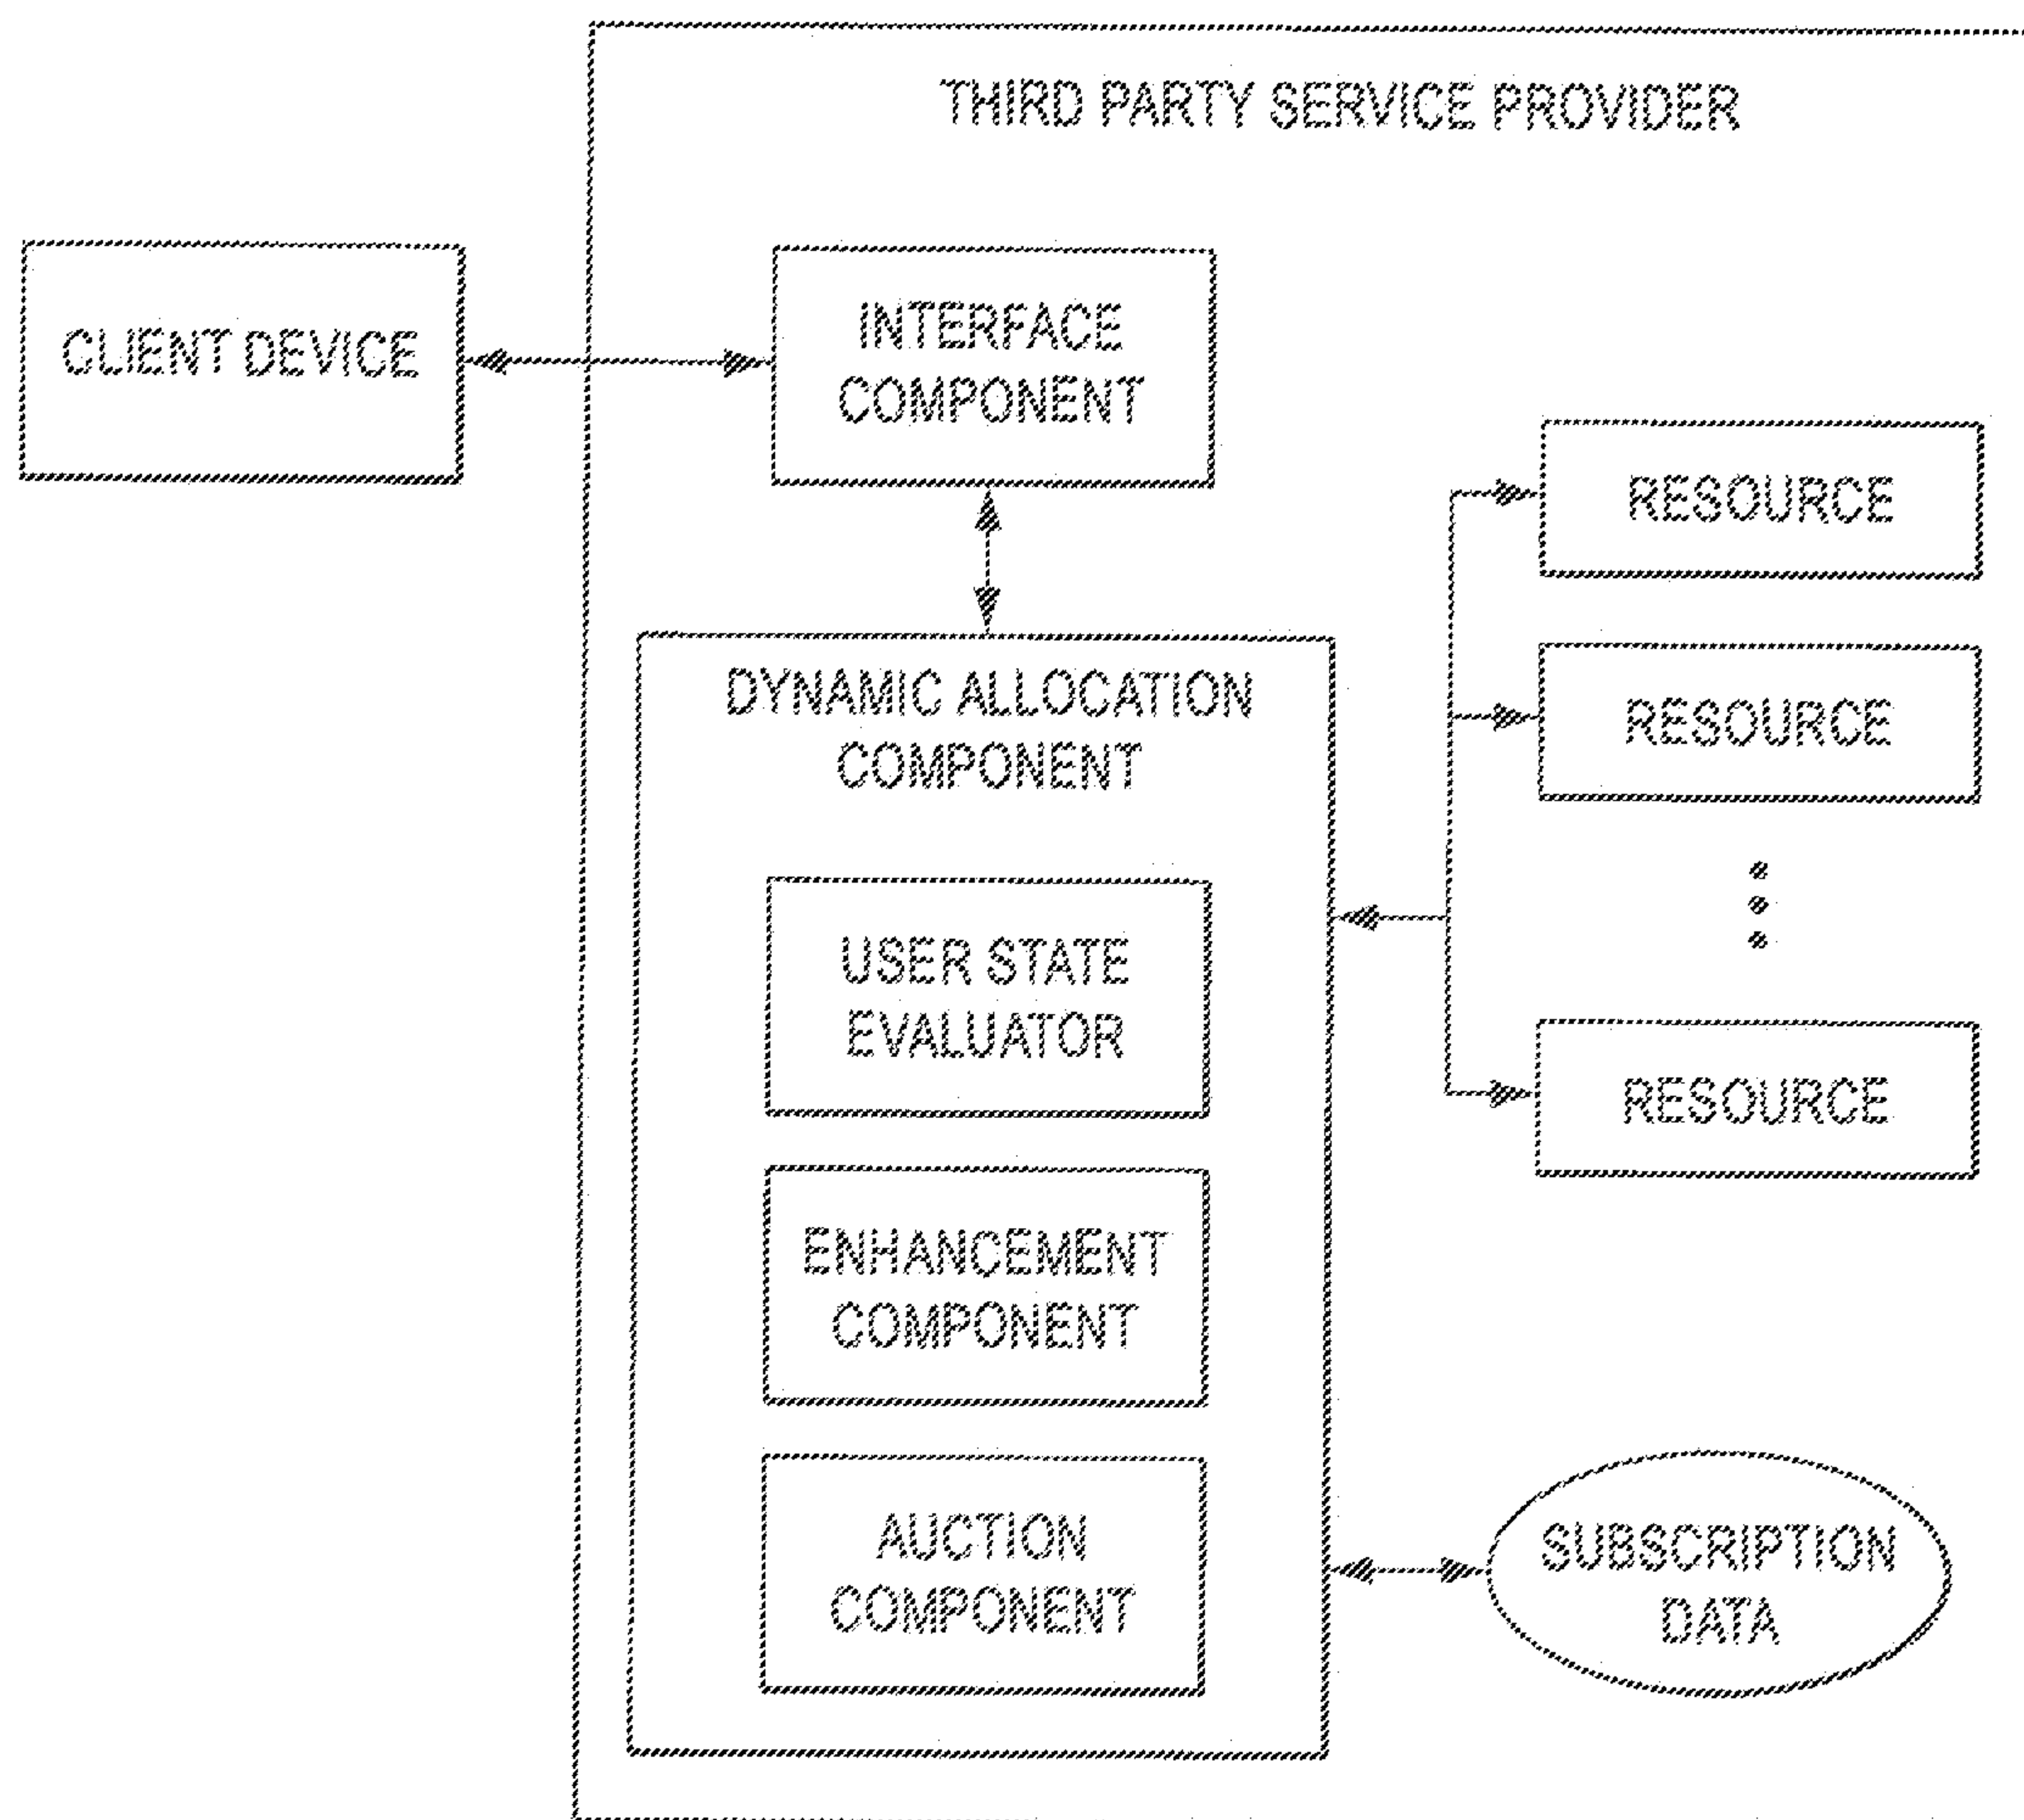 THIRD PARTY SERVICE PROVIDER
CLIENT DEVICE
INTERFACE
COMPONENT
RESOURCE
RESOURCE
DYNAMIC ALLOCATION
COMPONENT
USER STATE
EVALUATOR
RESOURCE
ENHANCEMENT
COMPONENT
AUCTION
COMPONENT
SUBSCRIPTION
DATA